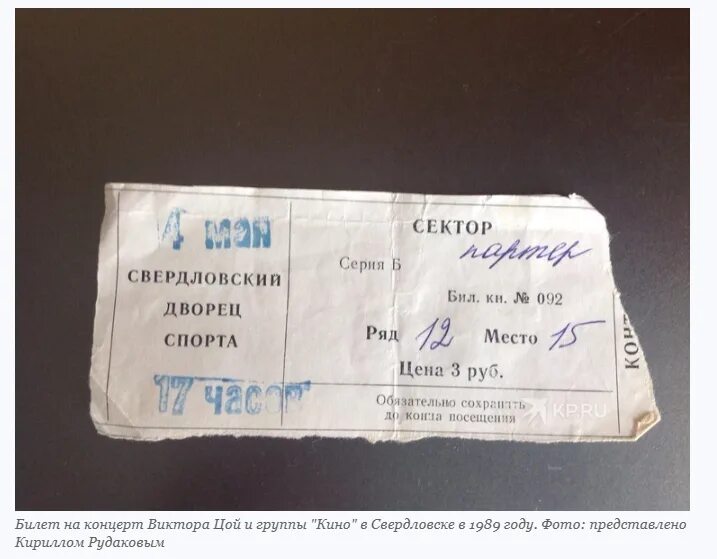 4 мая
СВЕРДЛОВСКИЙ
ДВОРЕЦ
СПОРТА
17 часов
СЕКТОР
партер
Серия Б
Бил. кн. № 092
Ряд 12 Место 15
Цена 3 руб.
Обязательно сохранять
до конца посещения
КОН
KP.RU
Билет на концерт Виктора Цой и группы "Кино" в Свердловске в 1989 году. Фото: представлено
Кириллом Рудаковым